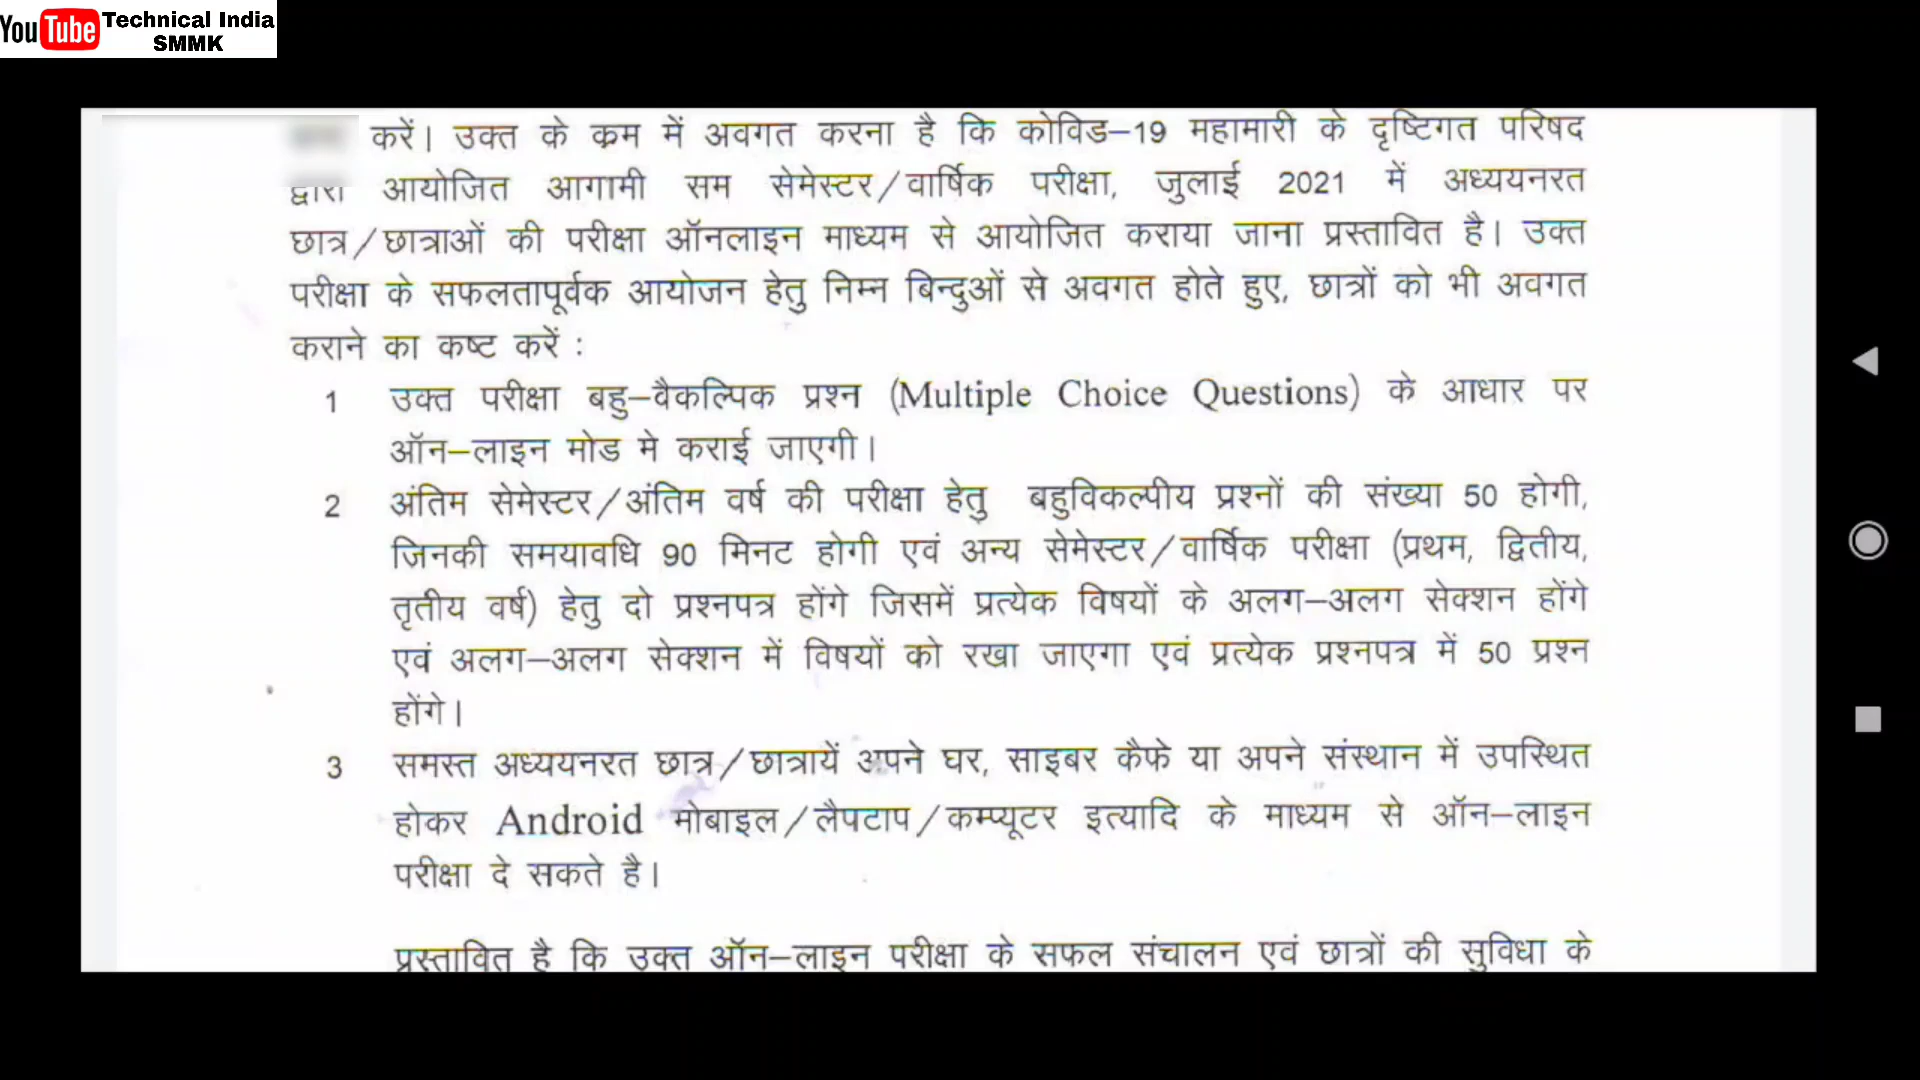 YouTube Technical India
SMMK
करें। उक्त के क्रम में अवगत करना है कि कोविड–19 महामारी के दृष्टिगत परिषद
द्वारा आयोजित आगामी सम सेमेस्टर/वार्षिक परीक्षा, जुलाई 2021 में अध्ययनरत
छात्र/छात्राओं की परीक्षा ऑनलाइन माध्यम से आयोजित कराया जाना प्रस्तावित है। उक्त
परीक्षा के सफलतापूर्वक आयोजन हेतु निम्न बिन्दुओं से अवगत होते हुए, छात्रों को भी अवगत
कराने का कष्ट करें :
1 उक्त परीक्षा बहु–वैकल्पिक प्रश्न (Multiple Choice Questions) के आधार पर
ऑन–लाइन मोड मे कराई जाएगी।
2 अंतिम सेमेस्टर/अंतिम वर्ष की परीक्षा हेतु बहुविकल्पीय प्रश्नों की संख्या 50 होगी,
जिनकी समयावधि 90 मिनट होगी एवं अन्य सेमेस्टर/वार्षिक परीक्षा (प्रथम, द्वितीय,
तृतीय वर्ष) हेतु दो प्रश्नपत्र होंगे जिसमें प्रत्येक विषयों के अलग–अलग सेक्शन होंगे
एवं अलग–अलग सेक्शन में विषयों को रखा जाएगा एवं प्रत्येक प्रश्नपत्र में 50 प्रश्न
होंगे।
3 समस्त अध्ययनरत छात्र/छात्रायें अपने घर, साइबर कैफे या अपने संस्थान में उपस्थित
होकर Android मोबाइल/लैपटाप/कम्प्यूटर इत्यादि के माध्यम से ऑन–लाइन
परीक्षा दे सकते है।
प्रस्तावित है कि उक्त ऑन–लाइन परीक्षा के सफल संचालन एवं छात्रों की सुविधा के